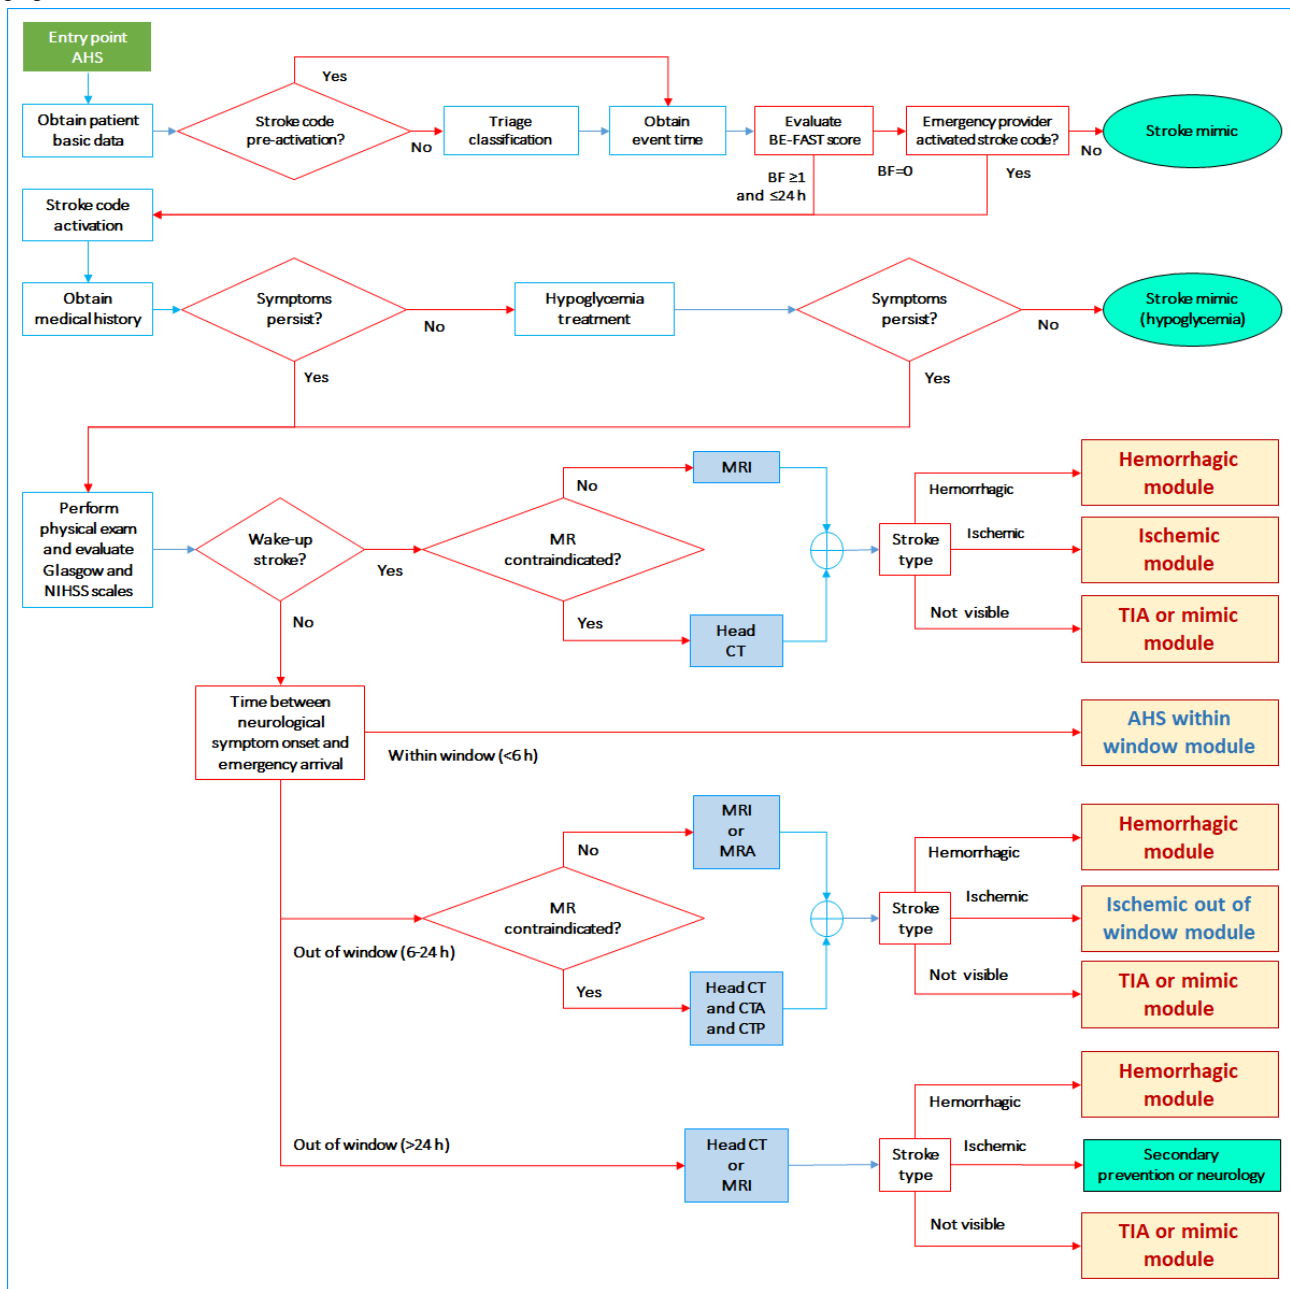 Entry point
AHS
Obtain patient
basic data
Stroke code
pre-activation?
Yes
No
Triage
classification
Obtain
event time
Evaluate
BE-FAST score
BF ≥1
and ≤24 h
BF=0
Emergency provider
activated stroke code?
Yes
No
Stroke mimic
Stroke code
activation
Obtain
medical history
Symptoms
persist?
No
Yes
Hypoglycemia
treatment
Symptoms
persist?
No
Yes
Stroke mimic
(hypoglycemia)
Perform
physical exam
and evaluate
Glasgow and
NIHSS scales
Wake-up
stroke?
Yes
No
MR
contraindicated?
No
Yes
MRI
Head
CT
Stroke
type
Hemorrhagic
Ischemic
Not visible
Hemorrhagic
module
Ischemic
module
TIA or mimic
module
Time between
neurological
symptom onset and
emergency arrival
Within window (<6 h)
AHS within
window module
Out of window (6-24 h)
MR
contraindicated?
No
Yes
MRI
or
MRA
Head CT
and CTA
and CTP
Stroke
type
Hemorrhagic
Ischemic
Not visible
Hemorrhagic
module
Ischemic out of
window module
TIA or mimic
module
Out of window (>24 h)
Head CT
or
MRI
Stroke
type
Hemorrhagic
Ischemic
Not visible
Hemorrhagic
module
Secondary
prevention or neurology
TIA or mimic
module